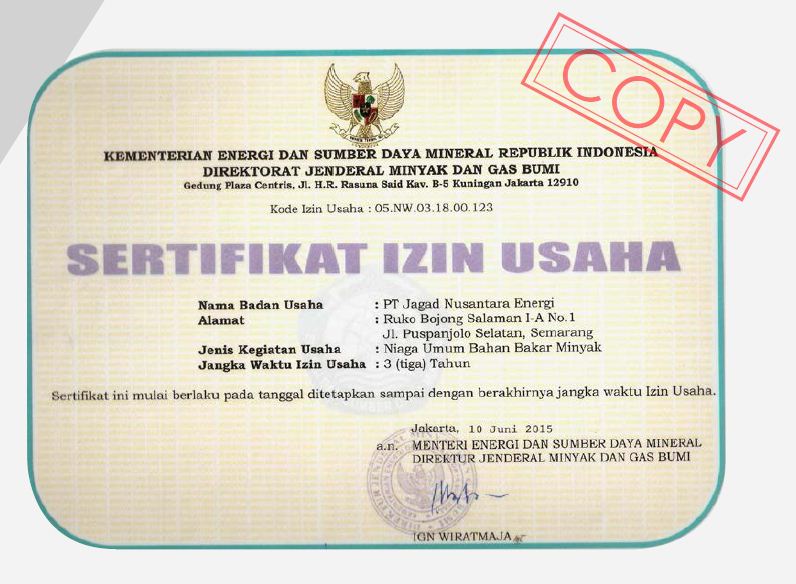 COPY
KEMENTERIAN ENERGI DAN SUMBER DAYA MINERAL REPUBLIK INDONESIA
DIREKTORAT JENDERAL MINYAK DAN GAS BUMI
Gedung Plaza Centris, Jl. H.R. Rasuna Said Kav. B-5 Kuningan Jakarta 12910
Kode Izin Usaha : 05.NW.03.18.00.123
SERTIFIKAT IZIN USAHA
Nama Badan Usaha : PT Jagad Nusantara Energi
Alamat : Ruko Bojong Salaman I-A No.1
Jl. Puspanjolo Selatan, Semarang
Jenis Kegiatan Usaha : Niaga Umum Bahan Bakar Minyak
Jangka Waktu Izin Usaha : 3 (tiga) Tahun
Sertifikat ini mulai berlaku pada tanggal ditetapkan sampai dengan berakhirnya jangka waktu Izin Usaha.
Jakarta, 10 Juni 2015
a.n. MENTERI ENERGI DAN SUMBER DAYA MINERAL
DIREKTUR JENDERAL MINYAK DAN GAS BUMI
IGN WIRATMAJA